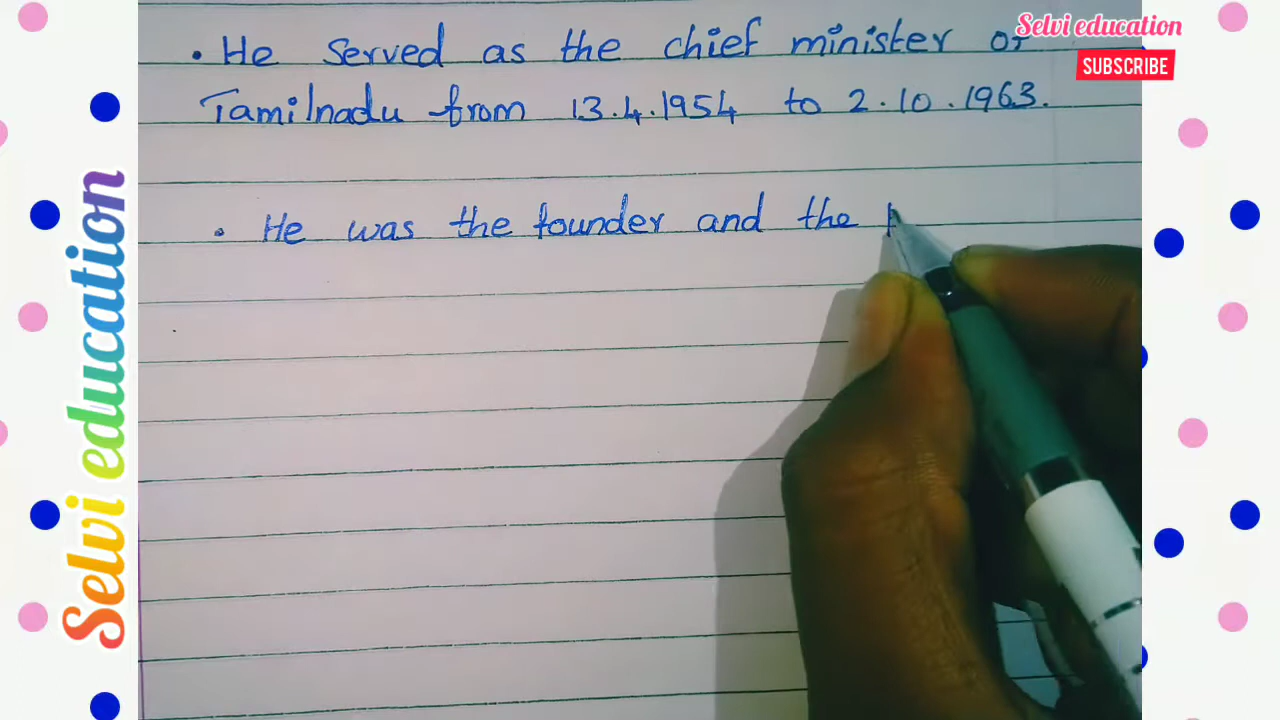 Selvi education
SUBSCRIBE
. He served as the chief minister of
Tamilnadu from 13.4.1954 to 2.10.1963.
. He was the founder and the
Selvi education